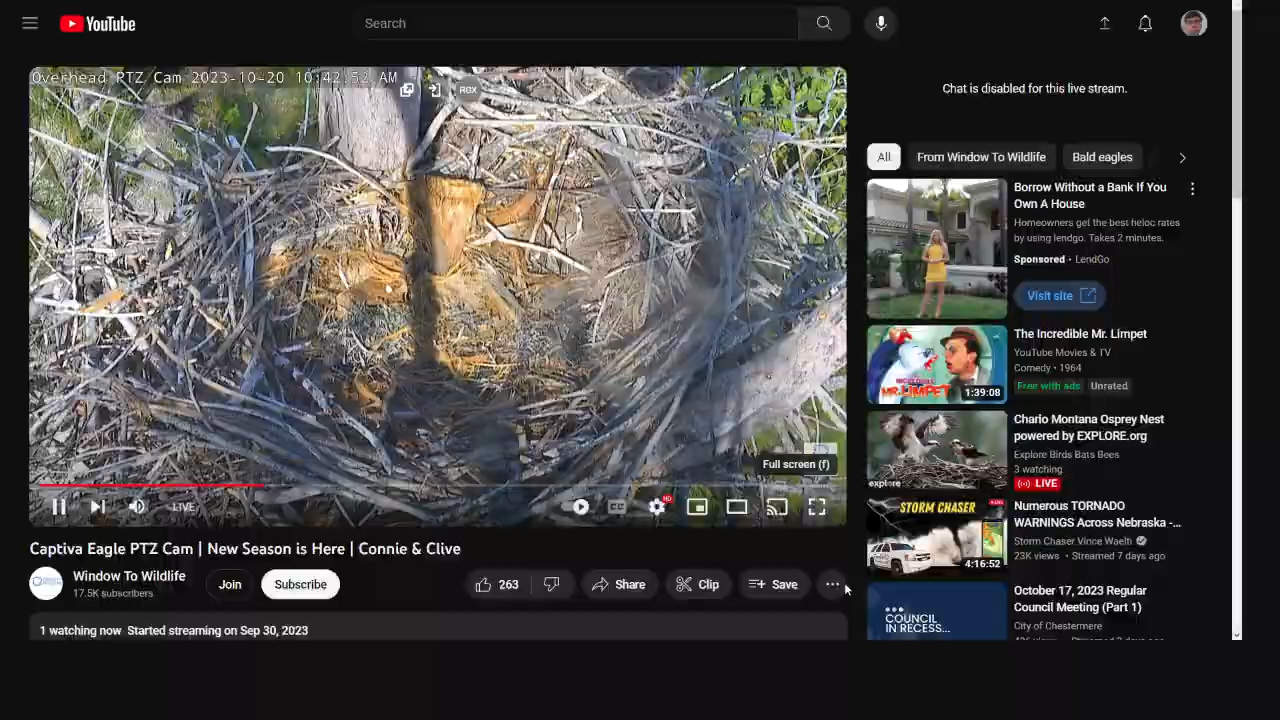 YouTube
Search
Overhead PTZ Cam 2023-10-20 10:42:52 AM
RGX
Full screen (f)
LIVE
HD
Captiva Eagle PTZ Cam | New Season is Here | Connie & Clive
Window To Wildlife
17.5K subscribers
Join
Subscribe
263
Share
Clip
Save
1 watching now Started streaming on Sep 30, 2023
Chat is disabled for this live stream.
All
From Window To Wildlife
Bald eagles
Borrow Without a Bank If You
Own A House
Homeowners get the best heloc rates
by using lendgo. Takes 2 minutes.
Sponsored • LendGo
Visit site
MR. LIMPET
1:39:08
The Incredible Mr. Limpet
YouTube Movies & TV
Comedy • 1964
Free with ads
Unrated
explore
Charlo Montana Osprey Nest
powered by EXPLORE.org
Explore Birds Bats Bees
3 watching
LIVE
STORM CHASER
4:16:52
Numerous TORNADO
WARNINGS Across Nebraska -...
Storm Chaser Vince Waelti
23K views • Streamed 7 days ago
COUNCIL
IN RECESS...
October 17, 2023 Regular
Council Meeting (Part 1)
City of Chestermere